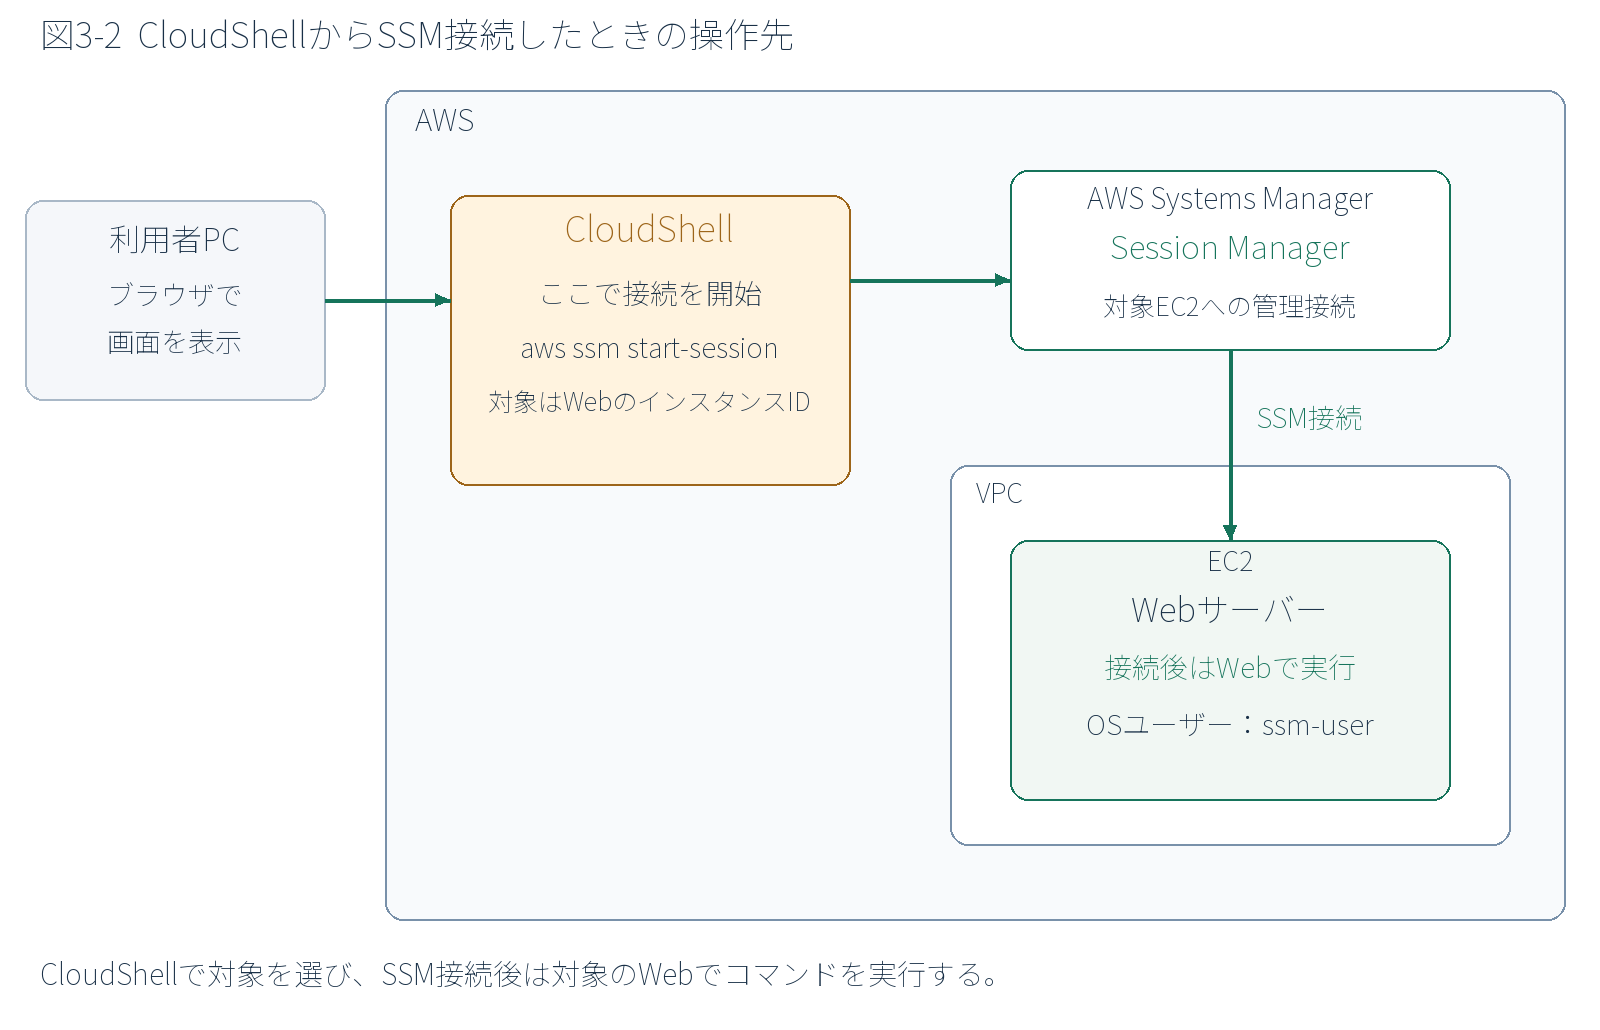 図3-2 CloudShellからSSM接続したときの操作先
AWS
利用者PC
ブラウザで
画面を表示
CloudShell
ここで接続を開始
aws ssm start-session
対象はWebのインスタンスID
AWS Systems Manager
Session Manager
対象EC2への管理接続
SSM接続
VPC
EC2
Webサーバー
接続後はWebで実行
OSユーザー：ssm-user
CloudShellで対象を選び、SSM接続後は対象のWebでコマンドを実行する。